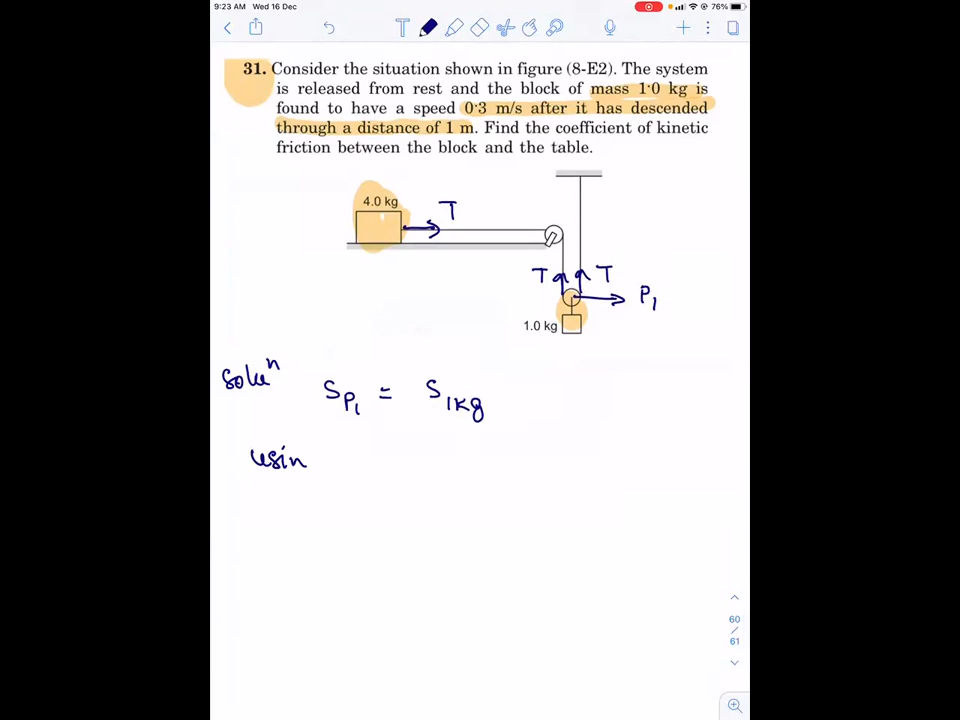 9:23 AM Wed 16 Dec
76%
31. Consider the situation shown in figure (8-E2). The system
is released from rest and the block of mass 1·0 kg is
found to have a speed 0·3 m/s after it has descended
through a distance of 1 m. Find the coefficient of kinetic
friction between the block and the table.
4.0 kg
T
T T
P1
1.0 kg
Soluⁿ
SP1 = S1kg
usin
60
/
61